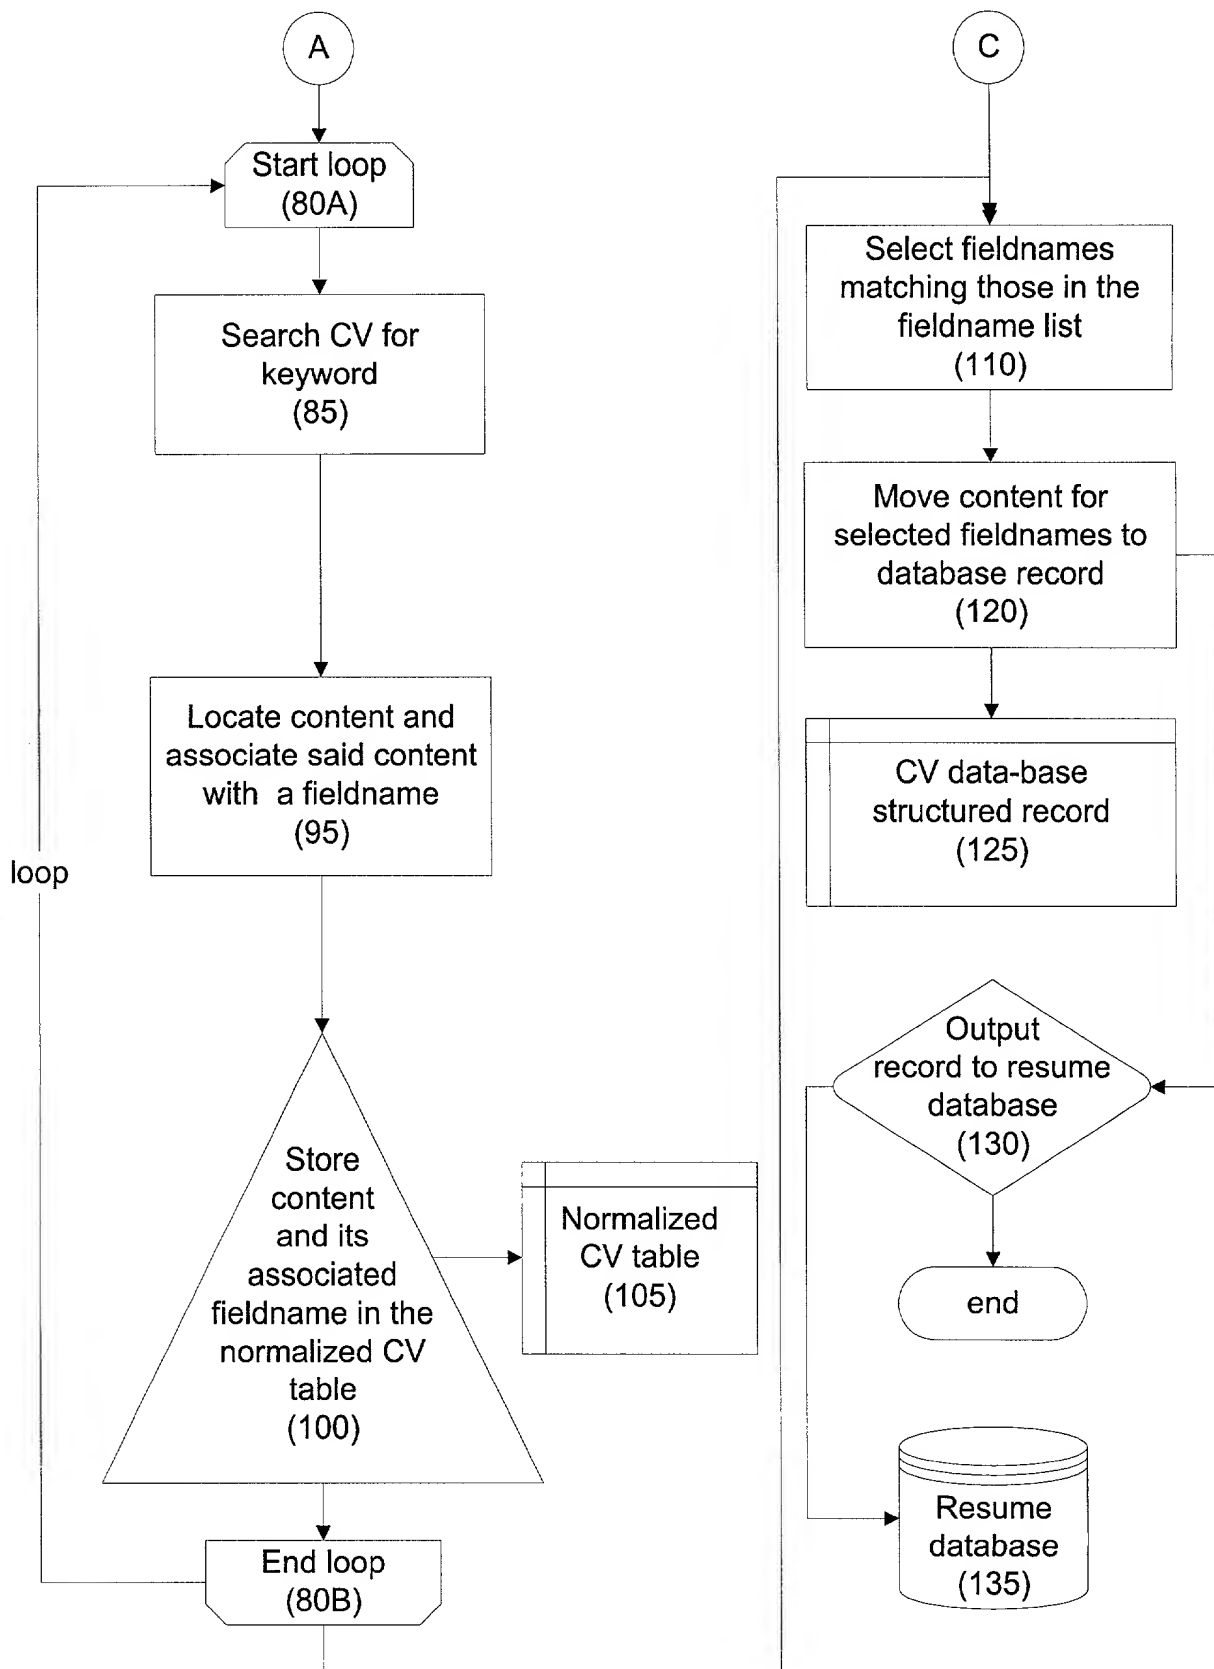 A
Start loop
(80A)
Search CV for
keyword
(85)
Locate content and
associate said content
with a fieldname
(95)
loop
Store
content
and its
associated
fieldname in the
normalized CV
table
(100)
Normalized
CV table
(105)
End loop
(80B)
C
Select fieldnames
matching those in the
fieldname list
(110)
Move content for
selected fieldnames to
database record
(120)
CV data-base
structured record
(125)
Output
record to resume
database
(130)
end
Resume
database
(135)